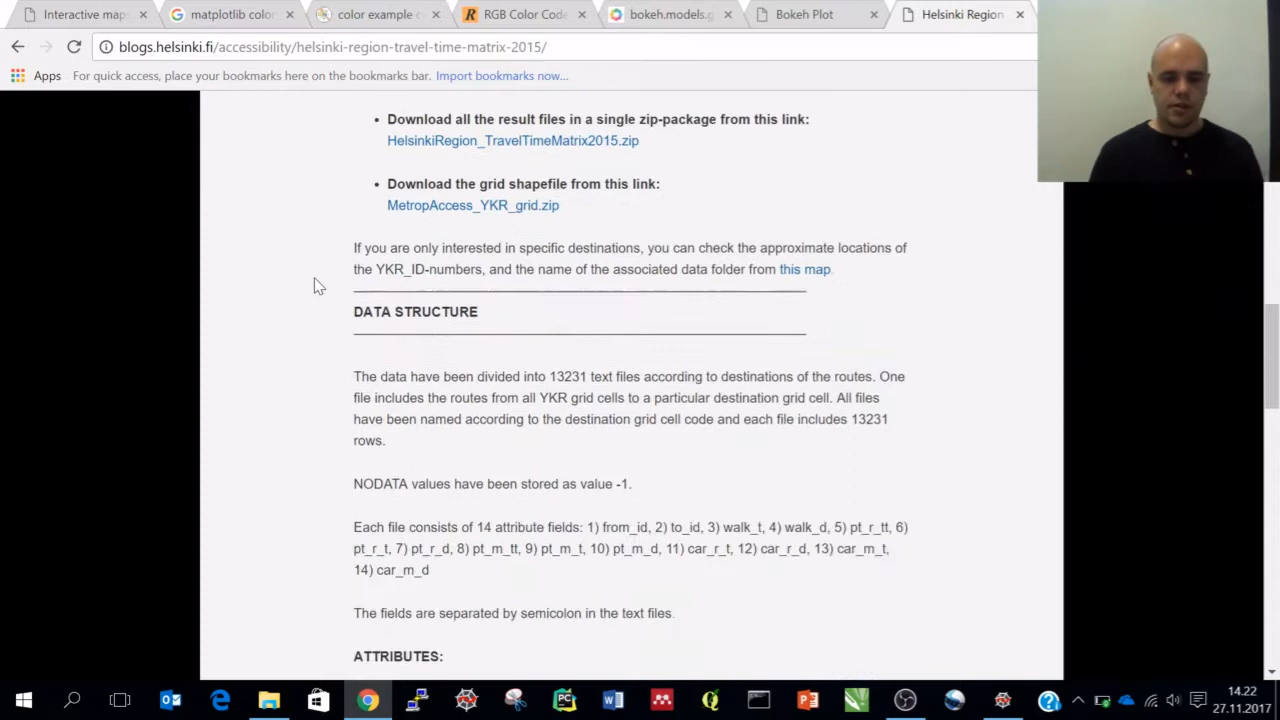 Interactive map
matplotlib color
color example c
RGB Color Code
bokeh.models.g
Bokeh Plot
Helsinki Region
blogs.helsinki.fi/accessibility/helsinki-region-travel-time-matrix-2015/
Apps
For quick access, place your bookmarks here on the bookmarks bar. Import bookmarks now...
• Download all the result files in a single zip-package from this link:
HelsinkiRegion_TravelTimeMatrix2015.zip
• Download the grid shapefile from this link:
MetropAccess_YKR_grid.zip
If you are only interested in specific destinations, you can check the approximate locations of
the YKR_ID-numbers, and the name of the associated data folder from this map.
DATA STRUCTURE
The data have been divided into 13231 text files according to destinations of the routes. One
file includes the routes from all YKR grid cells to a particular destination grid cell. All files
have been named according to the destination grid cell code and each file includes 13231
rows.
NODATA values have been stored as value -1.
Each file consists of 14 attribute fields: 1) from_id, 2) to_id, 3) walk_t, 4) walk_d, 5) pt_r_tt, 6)
pt_r_t, 7) pt_r_d, 8) pt_m_tt, 9) pt_m_t, 10) pt_m_d, 11) car_r_t, 12) car_r_d, 13) car_m_t,
14) car_m_d
The fields are separated by semicolon in the text files.
ATTRIBUTES:
14.22
27.11.2017